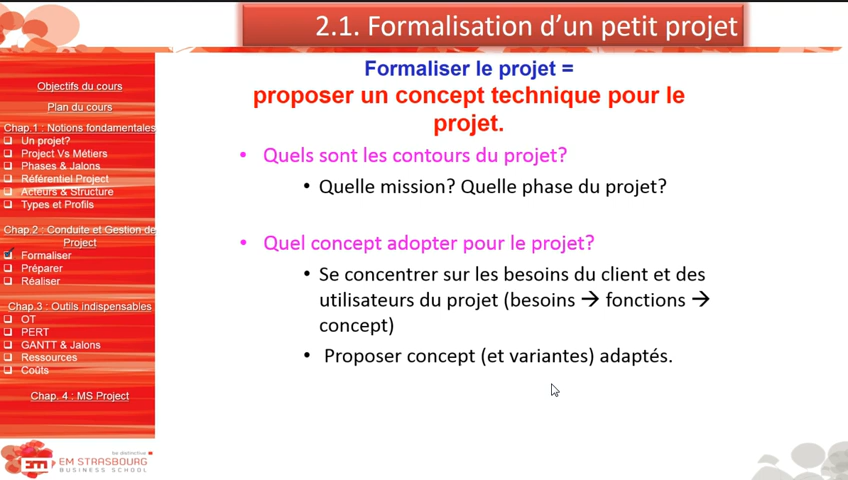 2.1. Formalisation d'un petit projet
Objectifs du cours
Plan du cours
Chap.1 : Notions fondamentales
Un projet?
Project Vs Métiers
Phases & Jalons
Référentiel Project
Acteurs & Structure
Types et Profils
Chap.2 : Conduite et Gestion de
Project
Formaliser
Préparer
Réaliser
Chap.3 : Outils indispensables
OT
PERT
GANTT & Jalons
Ressources
Coûts
Chap. 4 : MS Project
be distinctive
EM STRASBOURG
BUSINESS SCHOOL
Formaliser le projet =
proposer un concept technique pour le
projet.
• Quels sont les contours du projet?
• Quelle mission? Quelle phase du projet?
• Quel concept adopter pour le projet?
• Se concentrer sur les besoins du client et des
utilisateurs du projet (besoins → fonctions →
concept)
• Proposer concept (et variantes) adaptés.